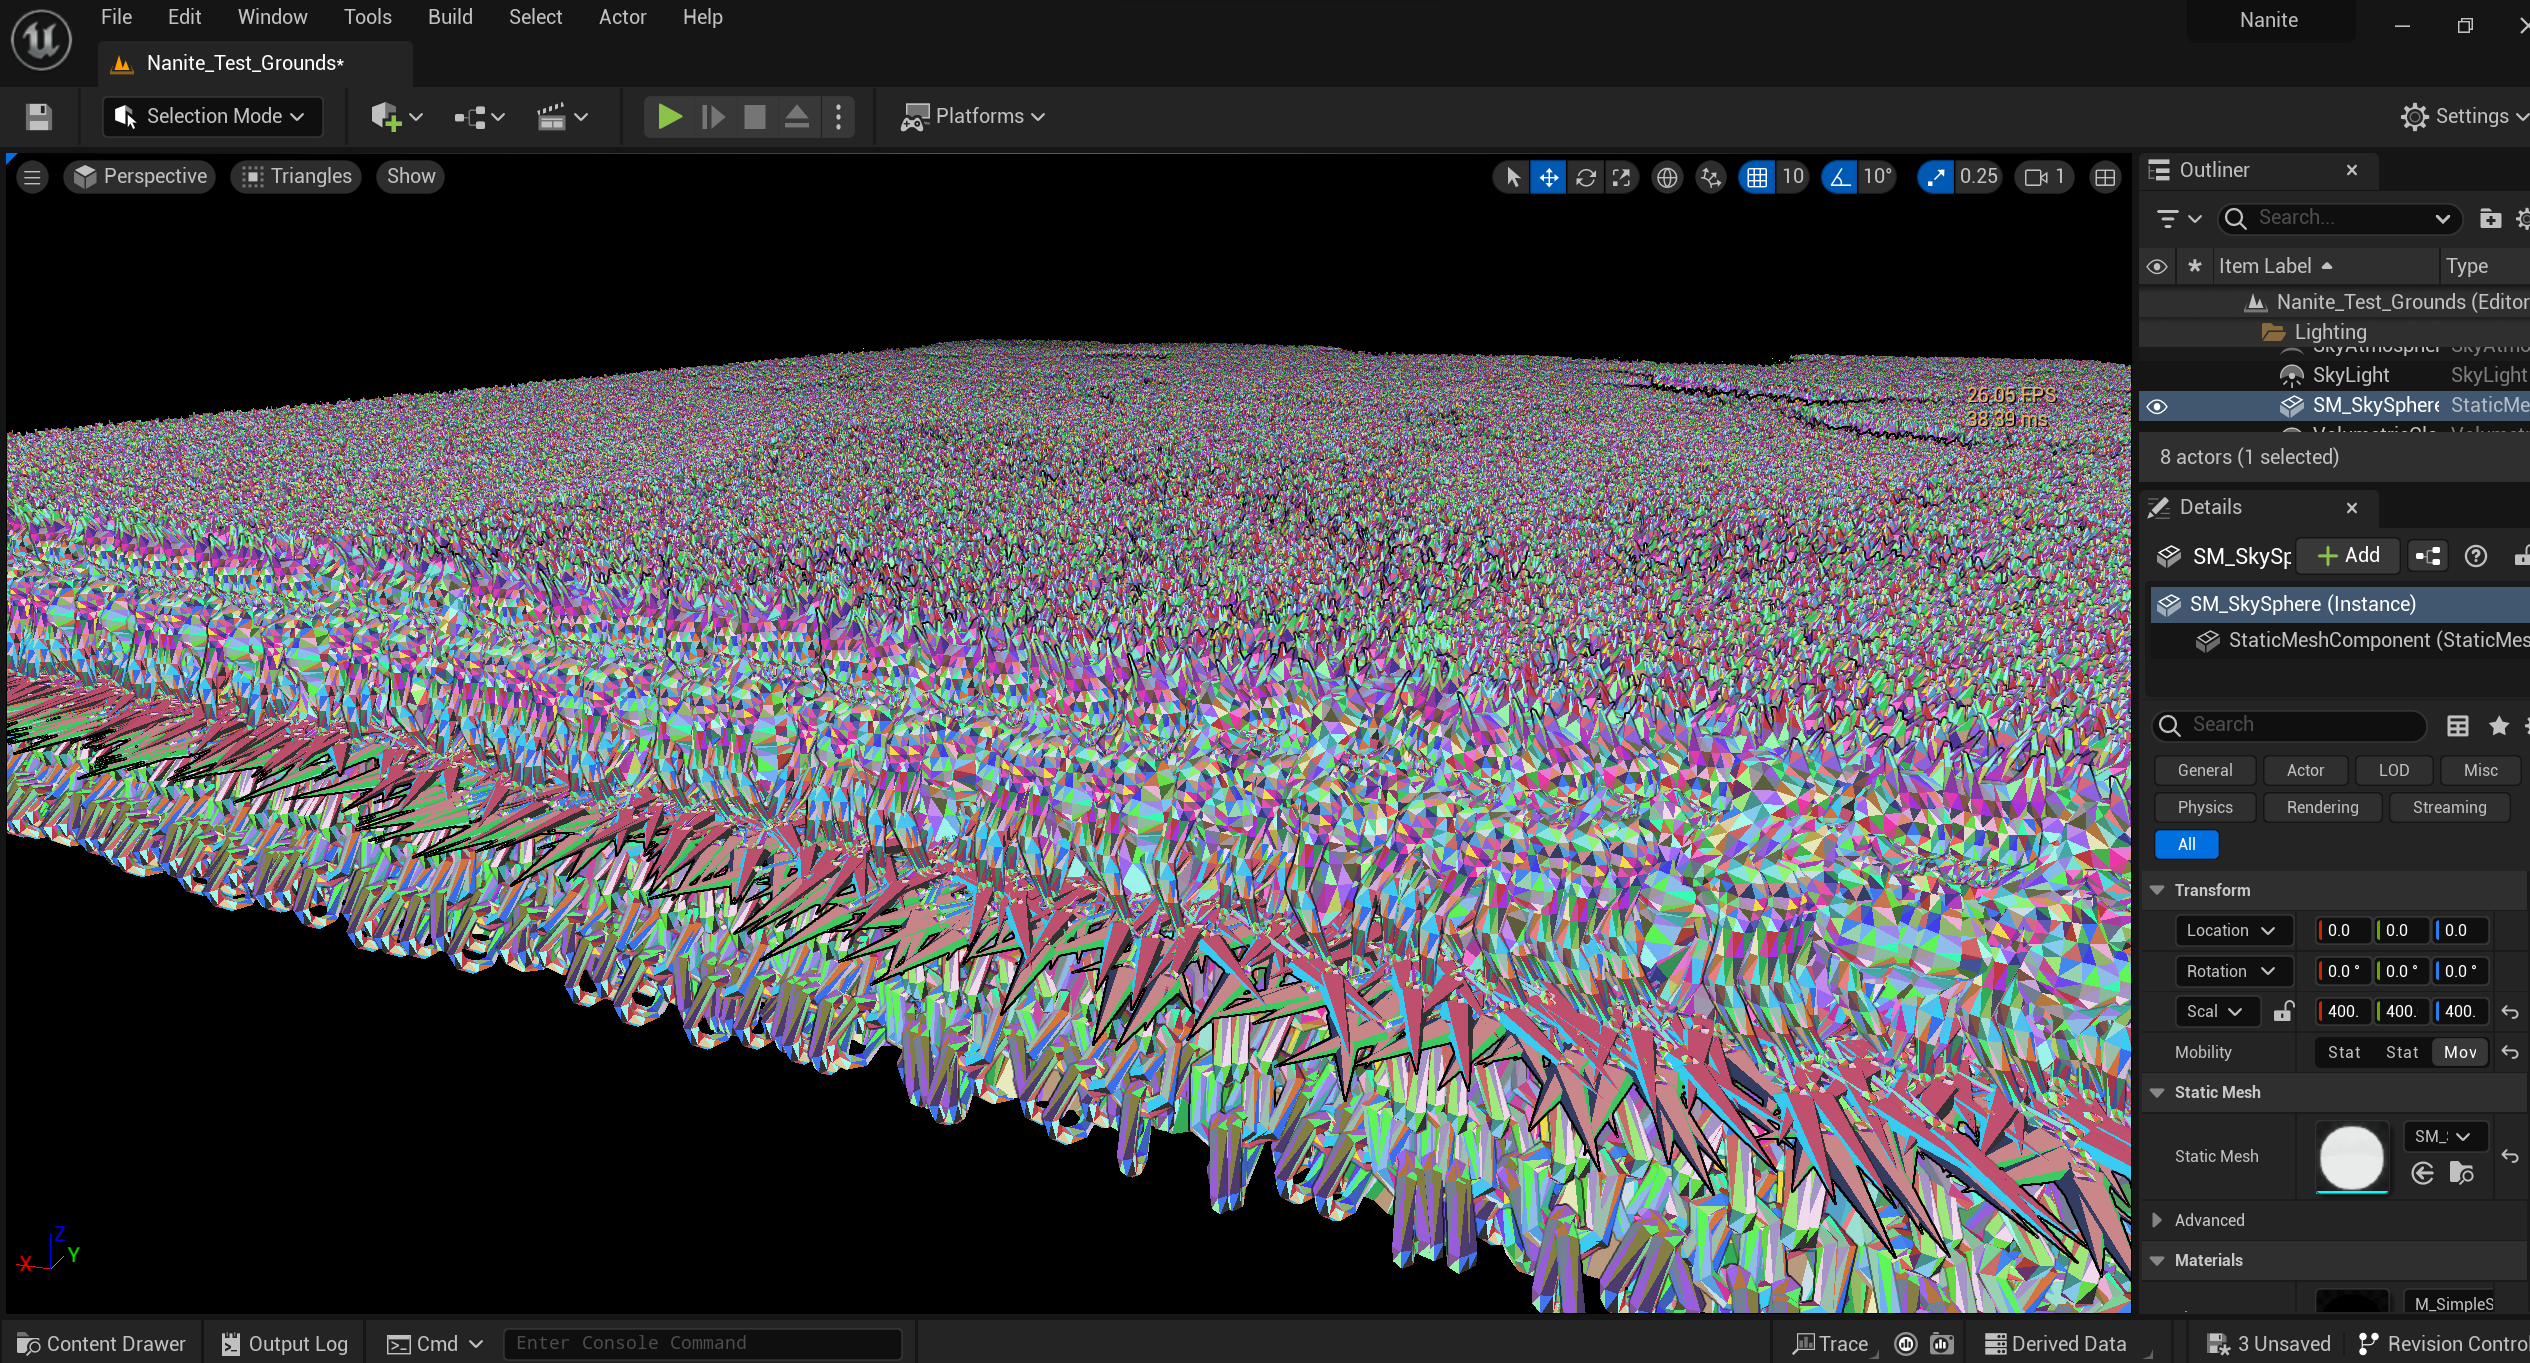 File Edit Window Tools Build Select Actor Help
Nanite
Nanite_Test_Grounds*
Selection Mode
Platforms
Settings
Perspective
Triangles
Show
10
10°
0.25
1
26.05 FPS
38.39 ms
Outliner
Search...
Item Label
Type
Nanite_Test_Grounds (Editor
Lighting
SkyLight SkyLight
SM_SkySphere StaticMe
8 actors (1 selected)
Details
SM_SkySp
Add
SM_SkySphere (Instance)
StaticMeshComponent (StaticMes
Search
General Actor LOD Misc
Physics Rendering Streaming
All
Transform
Location 0.0 0.0 0.0
Rotation 0.0 ° 0.0 ° 0.0 °
Scal 400. 400. 400.
Mobility Stat Stat Mov
Static Mesh
SM_
Static Mesh
Advanced
Materials
M_SimpleS
X
Y
Z
Content Drawer
Output Log
Cmd
Enter Console Command
Trace
Derived Data
3 Unsaved
Revision Contro